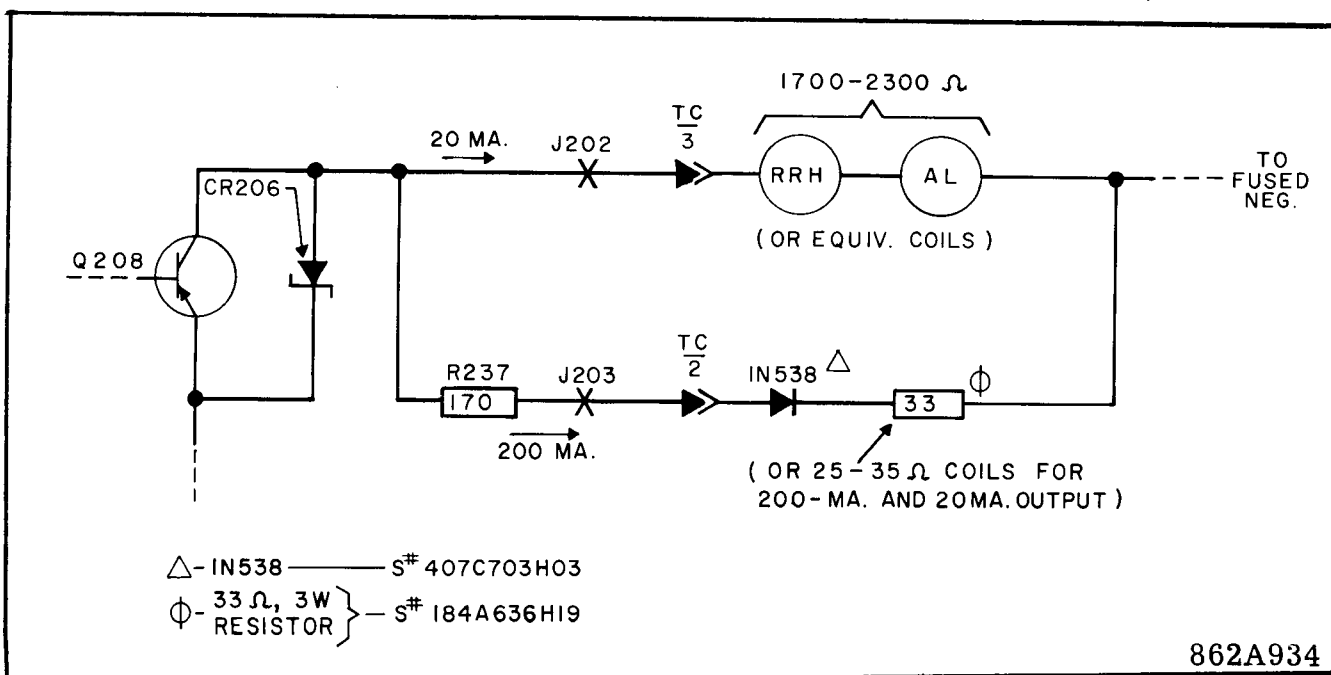 1700-2300 Ω
20 MA.
J202
TC
3
RRH
AL
TO
FUSED
NEG.
CR206
(OR EQUIV. COILS)
Q208
R237
170
J203
TC
2
IN538 △
33
ϕ
200 MA.
(OR 25-35 Ω COILS FOR
200-MA. AND 20MA. OUTPUT)
△- IN538 —— S# 407C703H03
ϕ- 33 Ω, 3W
RESISTOR } — S# 184A636H19
862A934